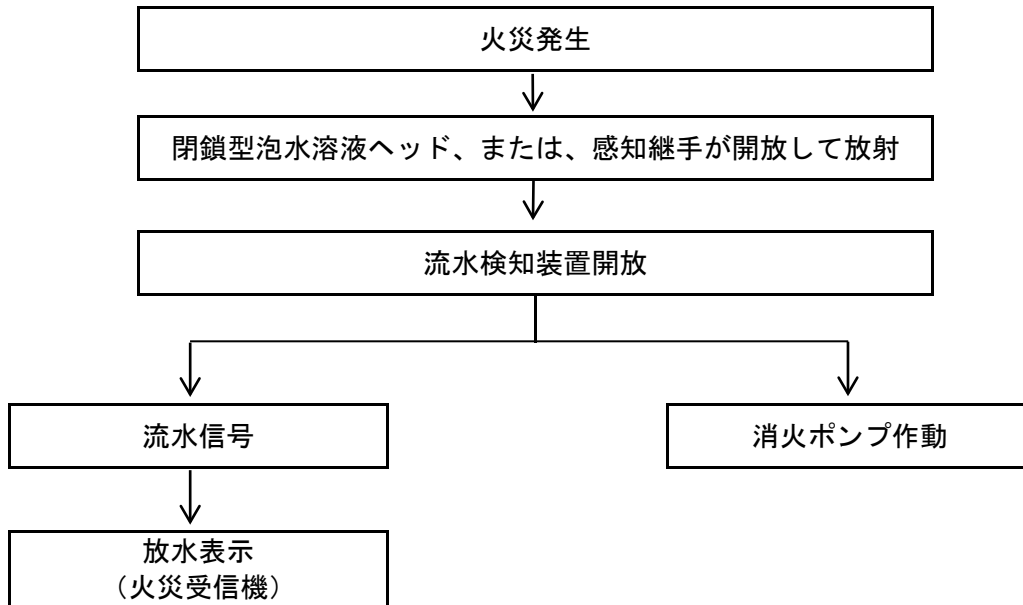 火災発生
閉鎖型泡水溶液ヘッド、または、感知継手が開放して放射
流水検知装置開放
流水信号
消火ポンプ作動
放水表示
（火災受信機）